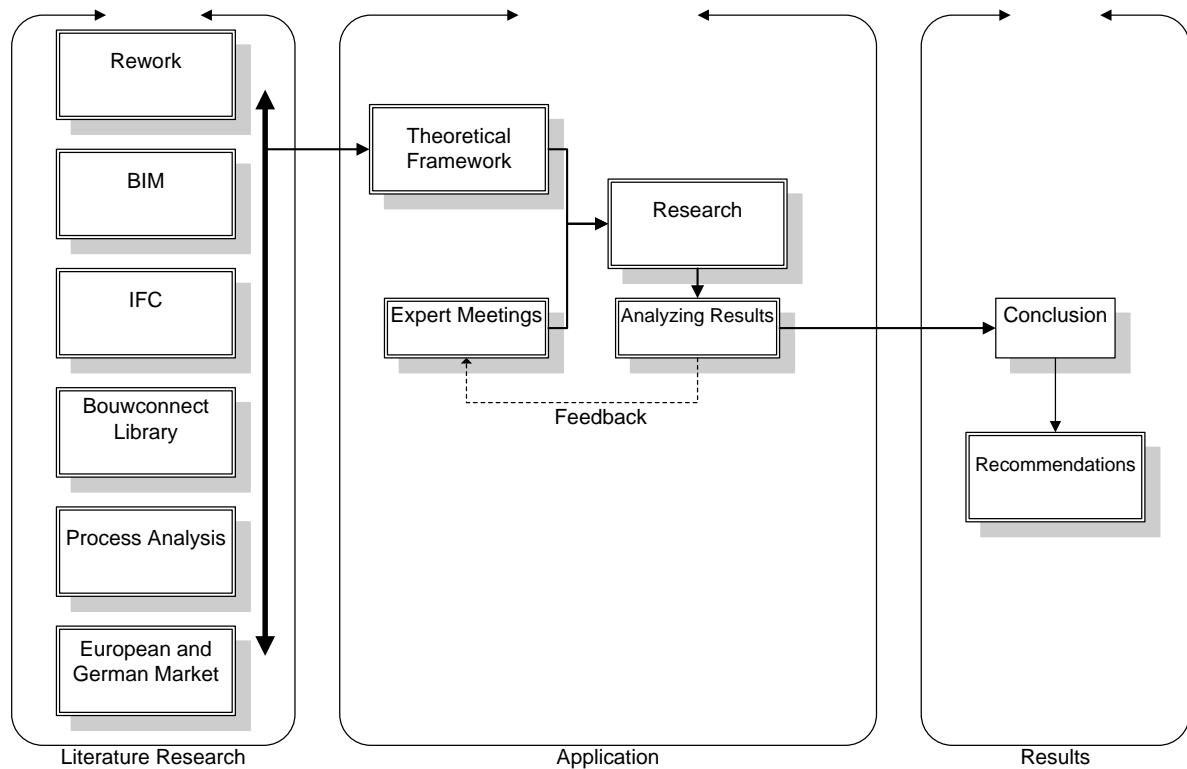 Rework
BIM
IFC
Bouwconnect
Library
Process Analysis
European and
German Market
Literature Research
Theoretical
Framework
Research
Expert Meetings
Analyzing Results
Feedback
Application
Conclusion
Recommendations
Results